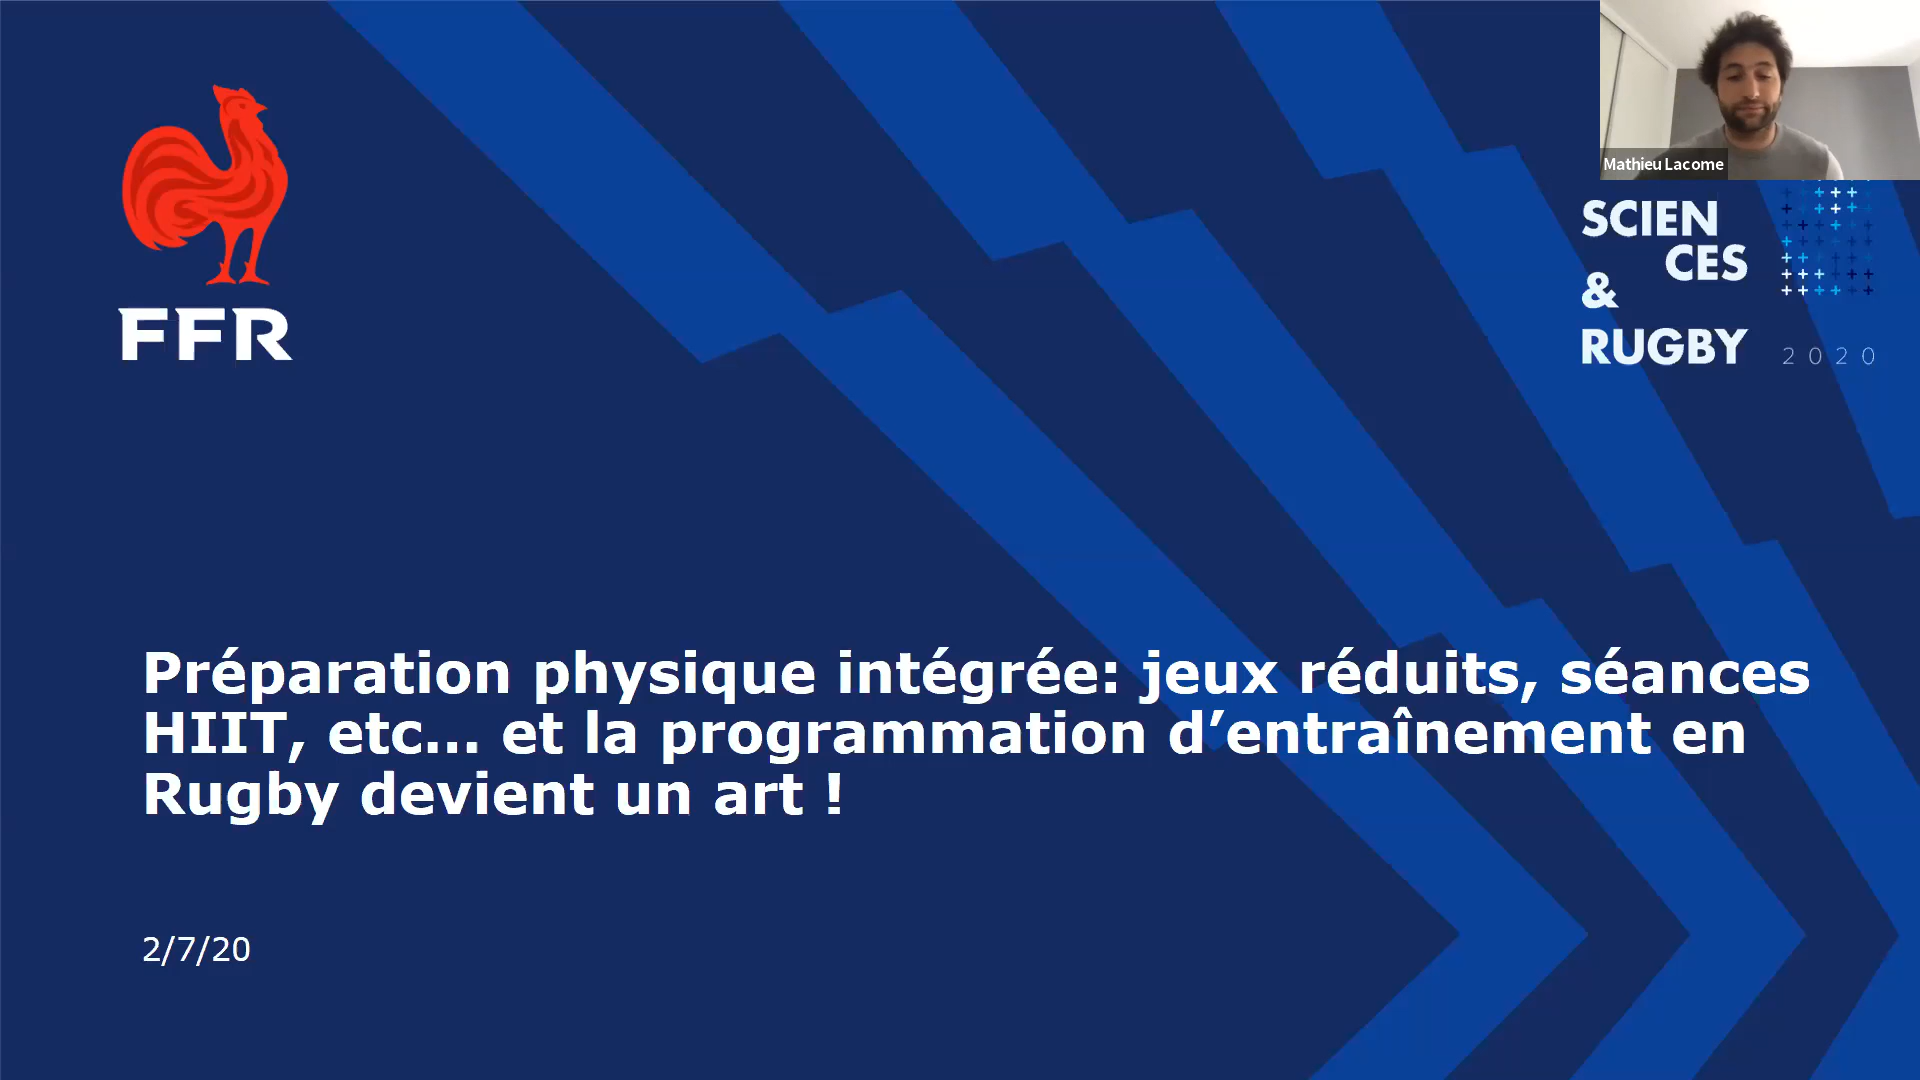 Mathieu Lacome
FFR
SCIEN
CES
&
RUGBY
2020
Préparation physique intégrée: jeux réduits, séances
HIIT, etc… et la programmation d’entraînement en
Rugby devient un art !
2/7/20